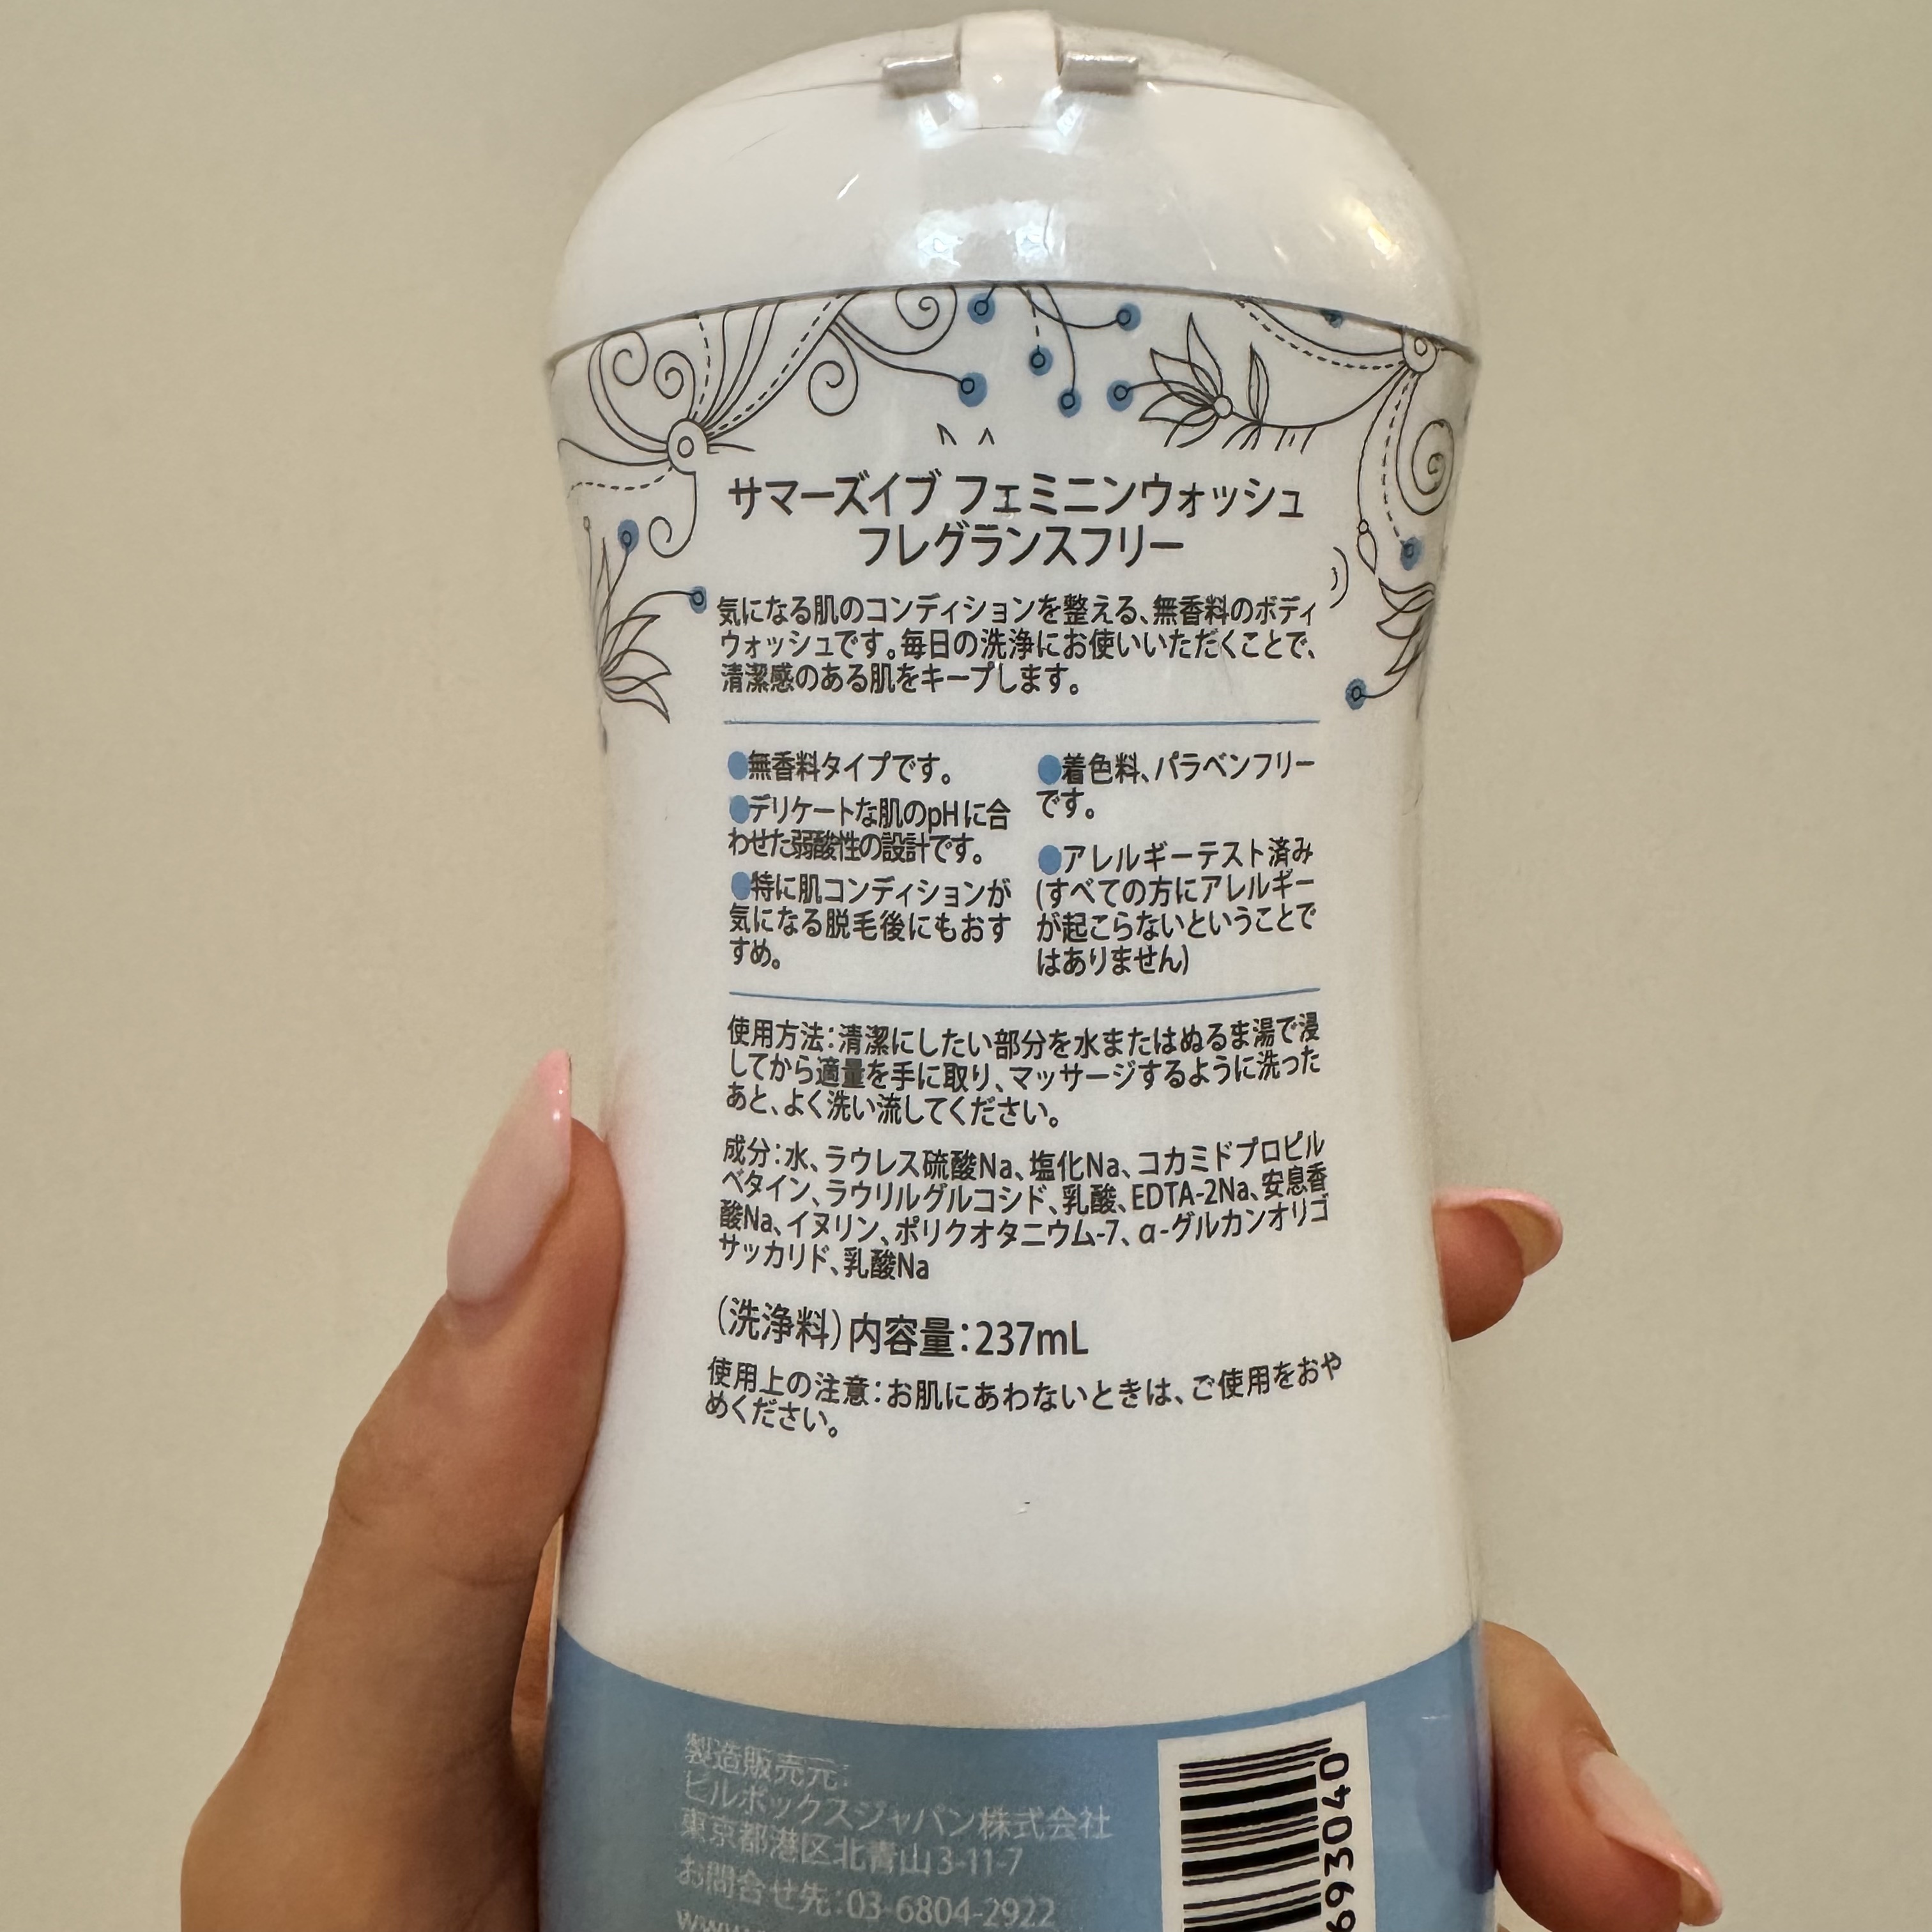 サマーズイブ フェミニンウォッシュ
フレグランスフリー
気になる肌のコンディションを整える、無香料のボディ
ウォッシュです。毎日の洗浄にお使いいただくことで、
清潔感のある肌をキープします。
●無香料タイプです。
●デリケートな肌のpHに合
わせた弱酸性の設計です。
●特に肌コンディションが
気になる脱毛後にもおす
すめ。
●着色料、パラベンフリー
です。
●アレルギーテスト済み
(すべての方にアレルギー
が起こらないということで
はありません)
使用方法:清潔にしたい部分を水またはぬるま湯で浸
してから適量を手に取り、マッサージするように洗った
あと、よく洗い流してください。
成分:水、ラウレス硫酸Na、塩化Na、コカミドプロピル
ベタイン、ラウリルグルコシド、乳酸、EDTA-2Na、安息香
酸Na、イヌリン、ポリクオタニウム-7、α-グルカンオリゴ
サッカリド、乳酸Na
(洗浄料)内容量:237mL
使用上の注意:お肌にあわないときは、ご使用をおや
めください。
製造販売元:
ピルボックスジャパン株式会社
東京都港区北青山3-11-7
お問合せ先:03-6804-2922
693040